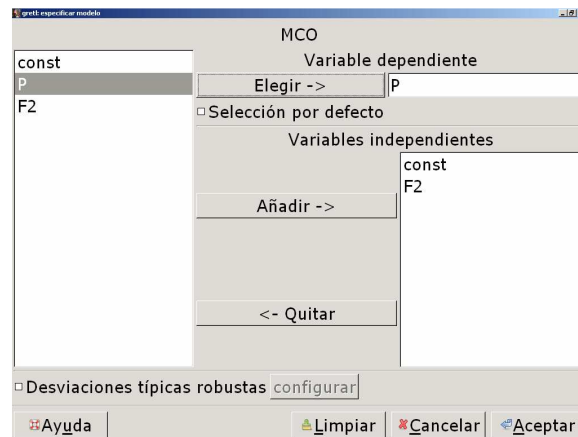 gretl: especificar modelo
MCO
const
P
F2
Variable dependiente
Elegir ->
P
Selección por defecto
Variables independientes
const
F2
Añadir ->
<- Quitar
Desviaciones típicas robustas configurar
Ayuda
Limpiar
Cancelar
Aceptar